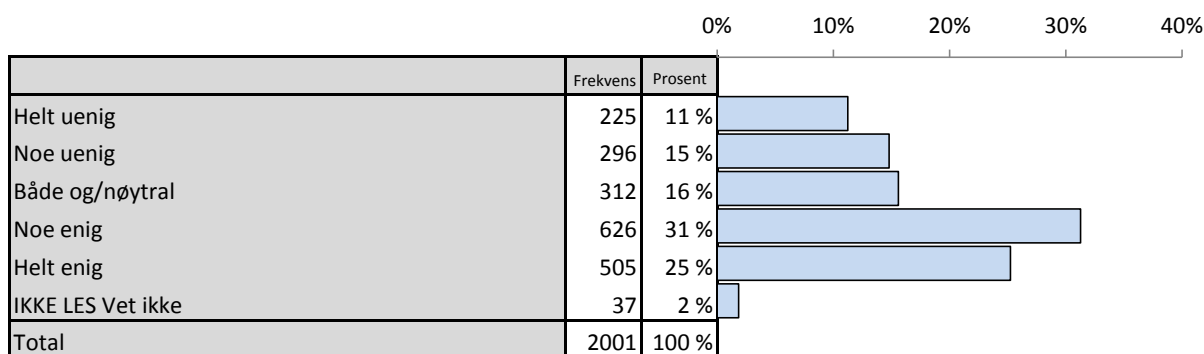 0% 10% 20% 30% 40%
Frekvens Prosent
Helt uenig 225 11 %
Noe uenig 296 15 %
Både og/nøytral 312 16 %
Noe enig 626 31 %
Helt enig 505 25 %
IKKE LES Vet ikke 37 2 %
Total 2001 100 %